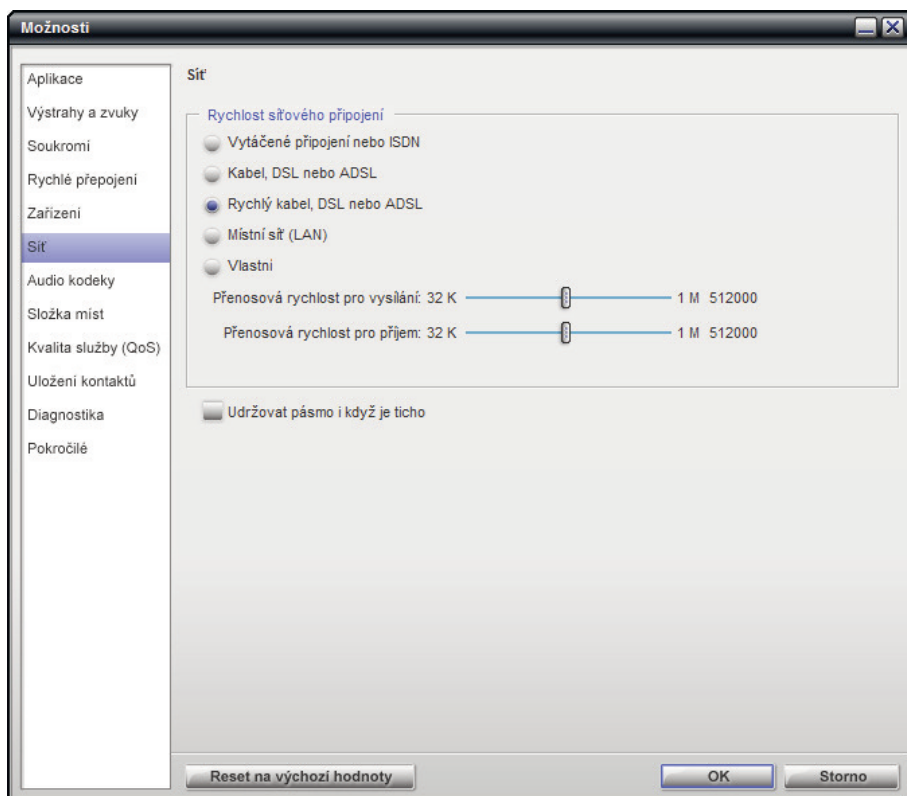 Možnosti
Aplikace
Výstrahy a zvuky
Soukromí
Rychlé přepojení
Zařízení
Síť
Audio kodeky
Složka míst
Kvalita služby (QoS)
Uložení kontaktů
Diagnostika
Pokročilé
Síť
Rychlost síťového připojení
Vytáčené připojení nebo ISDN
Kabel, DSL nebo ADSL
Rychlý kabel, DSL nebo ADSL
Místní síť (LAN)
Vlastni
Přenosová rychlost pro vysílání: 32 K 1 M 512000
Přenosová rychlost pro příjem: 32 K 1 M 512000
Udržovat pásmo i když je ticho
Reset na výchozí hodnoty OK Storno